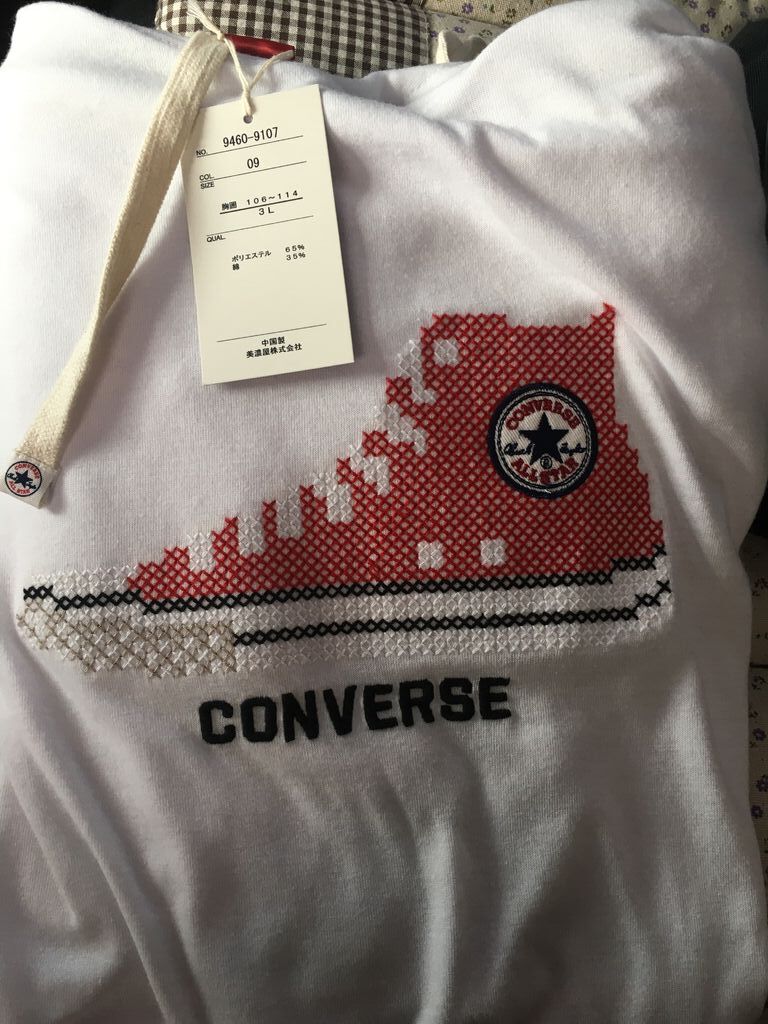 NO. 9460-9107
COL. 09
SIZE
胸囲 106～114
3L
QUAL.
ポリエステル 65%
綿 35%
中国製
美濃屋株式会社
CONVERSE
ALL STAR
CONVERSE
ALL STAR
CONVERSE